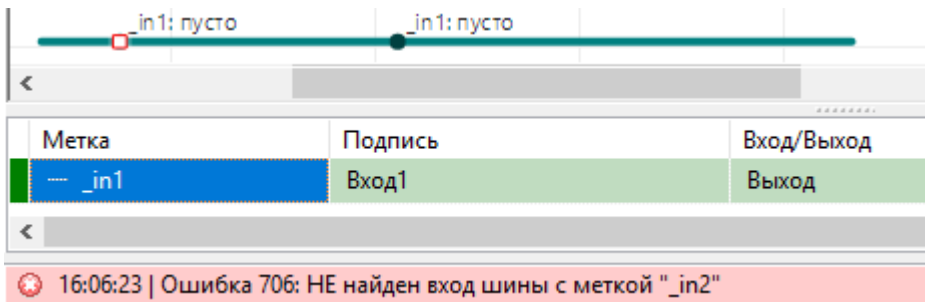 _in1: пусто _in1: пусто
Метка Подпись Вход/Выход
_in1 Вход1 Выход
16:06:23 | Ошибка 706: НЕ найден вход шины с меткой "_in2"